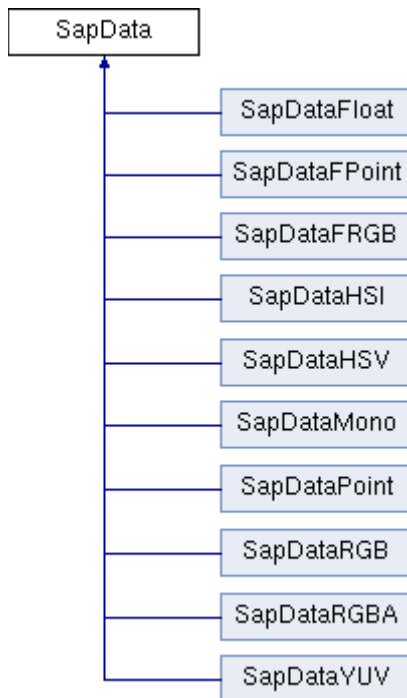 SapData
SapDataFloat
SapDataFPoint
SapDataFRGB
SapDataHSI
SapDataHSV
SapDataMono
SapDataPoint
SapDataRGB
SapDataRGBA
SapDataYUV